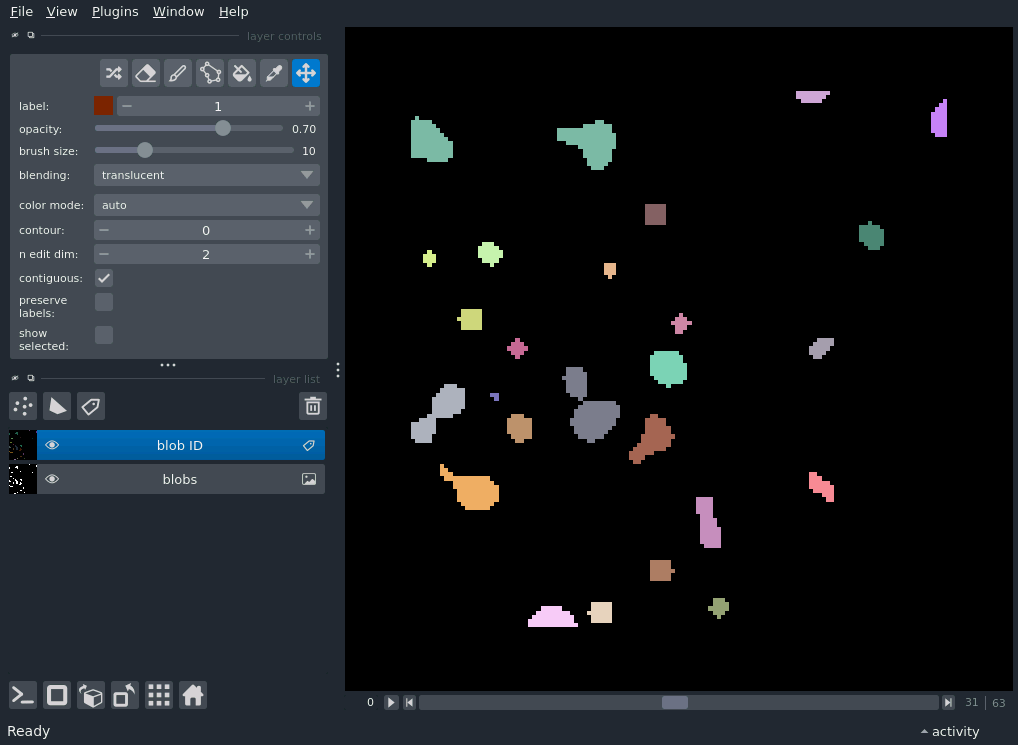 File View Plugins Window Help
layer controls
label: 1
opacity: 0.70
brush size: 10
blending: translucent
color mode: auto
contour: 0
n edit dim: 2
contiguous:
preserve
labels:
show
selected:
layer list
blob ID
blobs
0 31 63
Ready activity